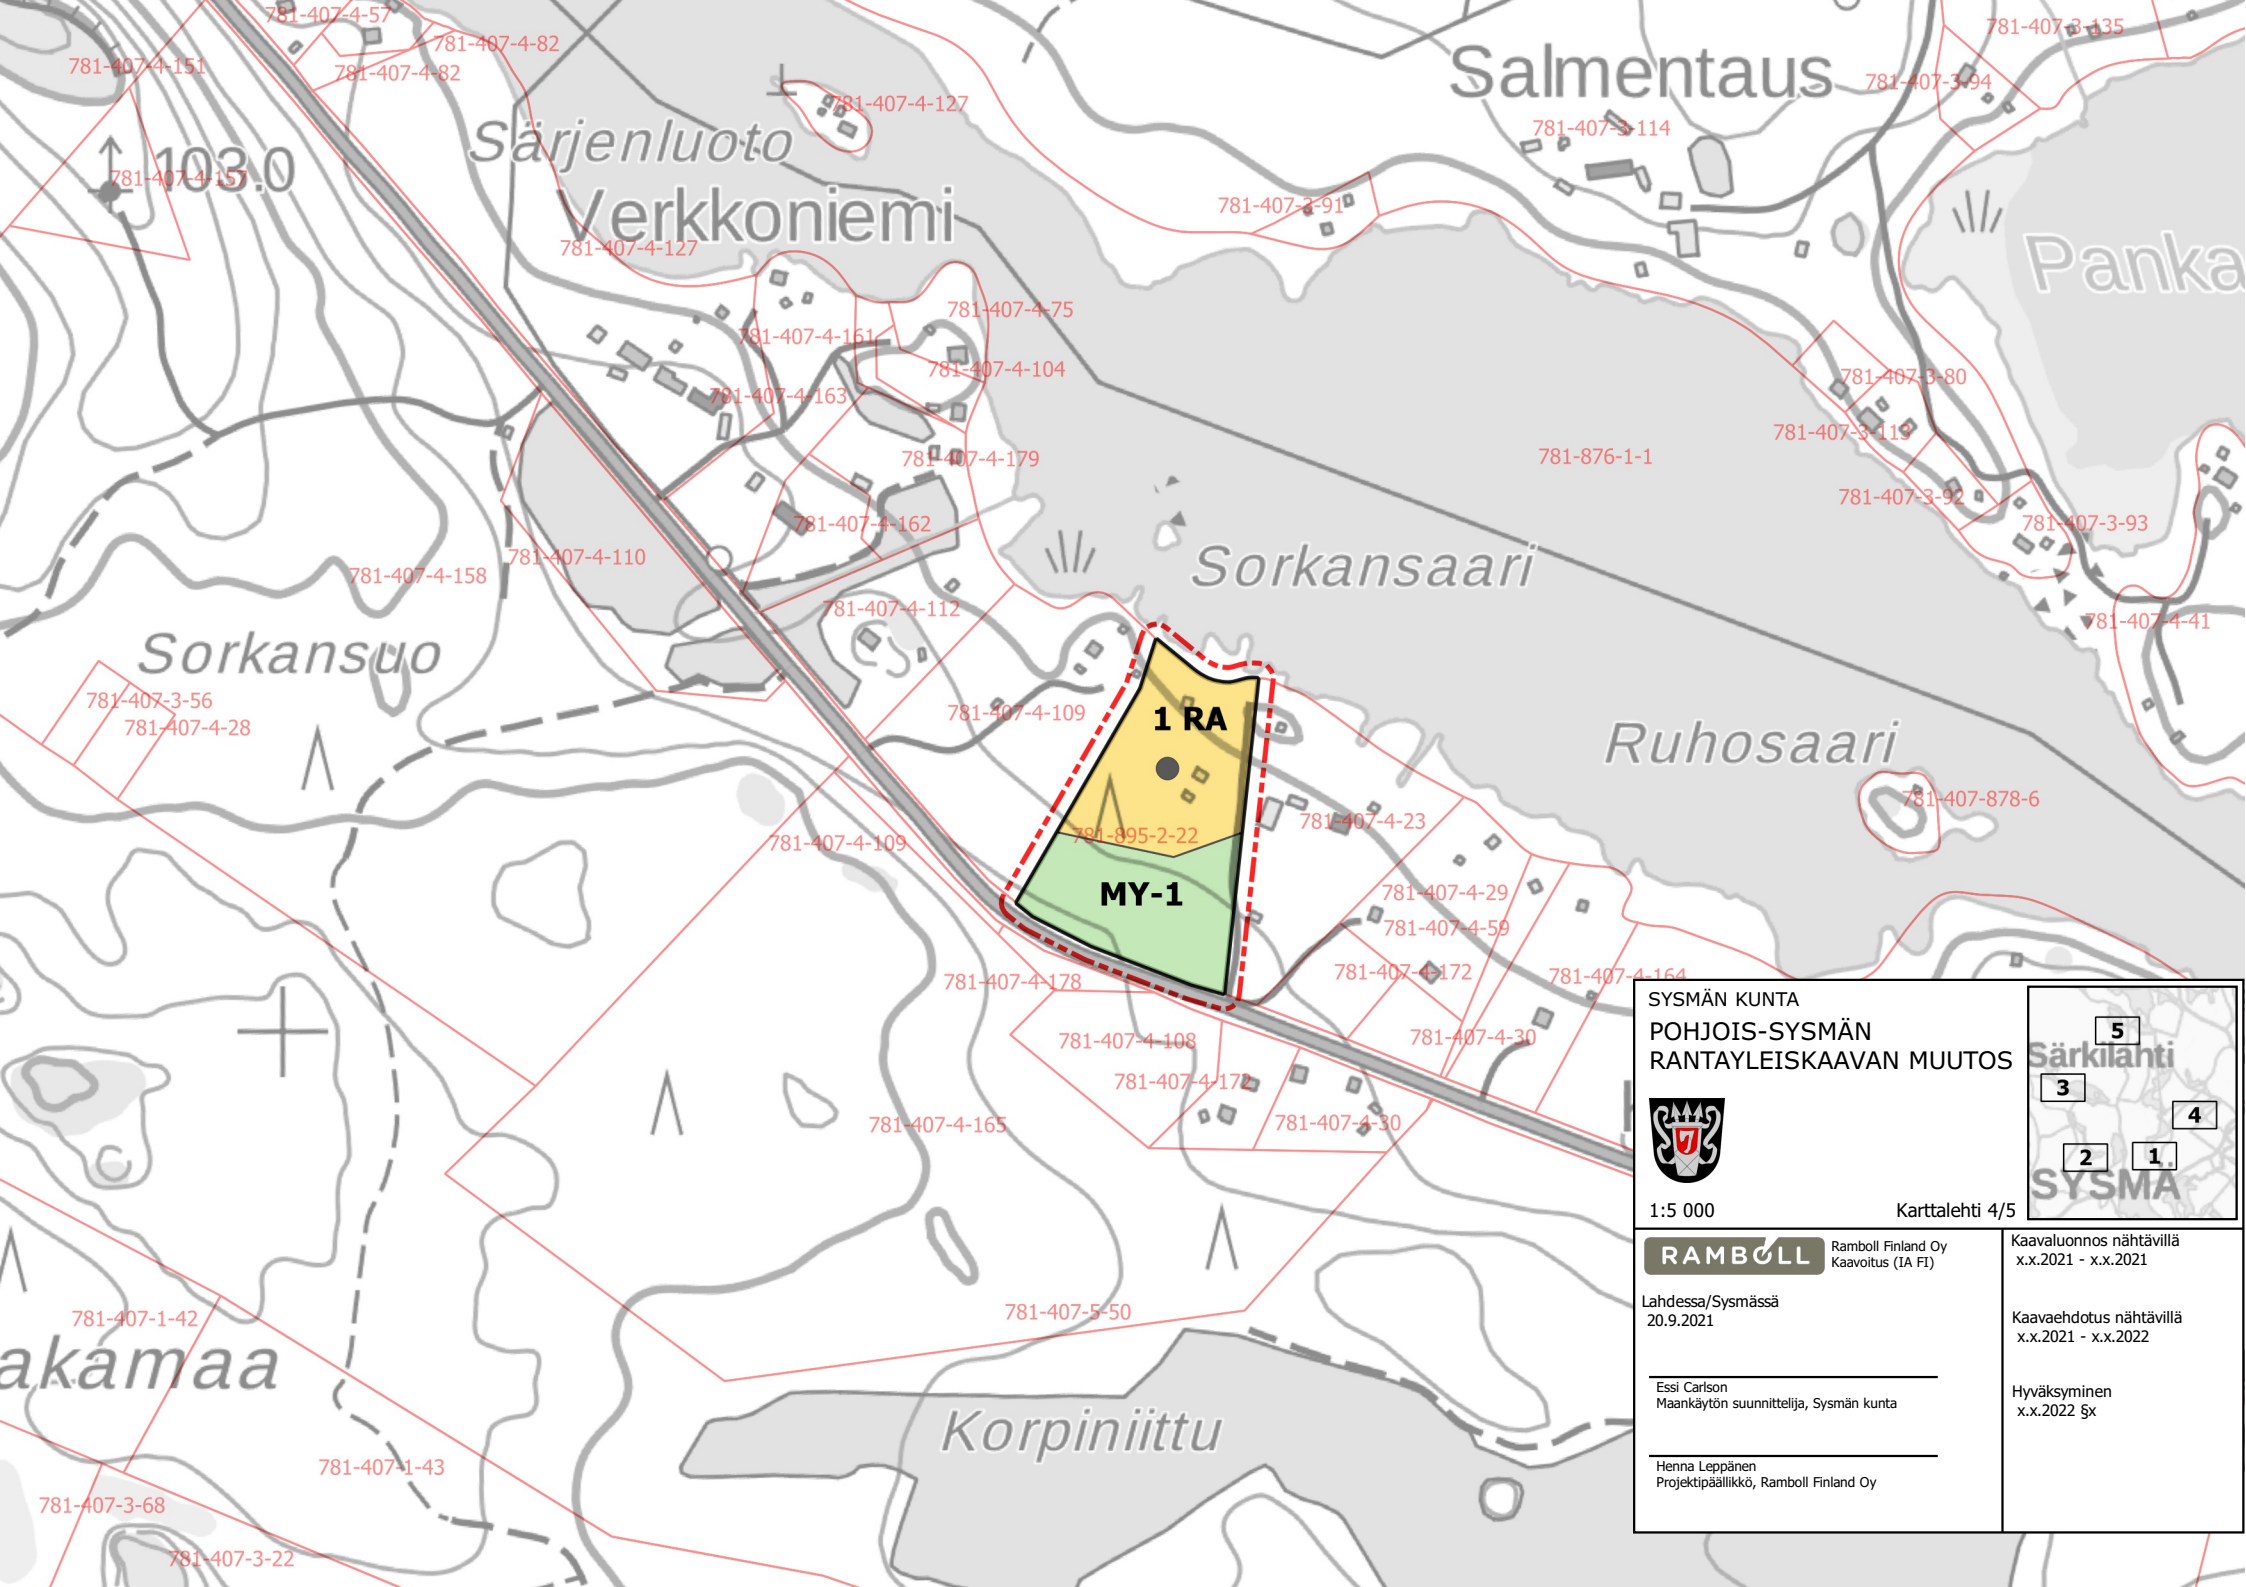 781-407-4-57
781-407-4-82
781-407-4-82
781-407-4-151
781-407-4-127
Salmentaus
781-407-3-135
781-407-3-94
781-407-3-114
Särjenluoto
103.0
781-407-4-157
Verkkoniemi
781-407-4-127
781-407-3-91
Panka
781-407-4-75
781-407-4-161
781-407-4-104
781-407-4-163
781-407-3-80
781-407-3-113
781-407-4-179
781-876-1-1
781-407-3-92
781-407-4-162
781-407-3-93
781-407-4-110
781-407-4-158
Sorkansaari
781-407-4-112
781-407-4-41
Sorkansuo
781-407-3-56
781-407-4-28
781-407-4-109
1 RA
Ruhosaari
781-407-878-6
781-407-4-23
781-895-2-22
781-407-4-109
MY-1
781-407-4-29
781-407-4-59
781-407-4-172
781-407-4-164
781-407-4-178
781-407-4-108
781-407-4-30
781-407-4-172
781-407-4-165
781-407-4-30
781-407-5-50
781-407-1-42
akamaa
Korpiniittu
781-407-1-43
781-407-3-68
781-407-3-22
SYSMÄN KUNTA
POHJOIS-SYSMÄN
RANTAYLEISKAAVAN MUUTOS
1:5 000
Karttalehti 4/5
5
Särkilahti
3
4
2
1
SYSMÄ
RAMBOLL
Ramboll Finland Oy
Kaavoitus (IA FI)
Lahdessa/Sysmässä
20.9.2021
Essi Carlson
Maankäytön suunnittelija, Sysmän kunta
Henna Leppänen
Projektipäällikkö, Ramboll Finland Oy
Kaavaluonnos nähtävillä
x.x.2021 - x.x.2021
Kaavaehdotus nähtävillä
x.x.2021 - x.x.2022
Hyväksyminen
x.x.2022 §x